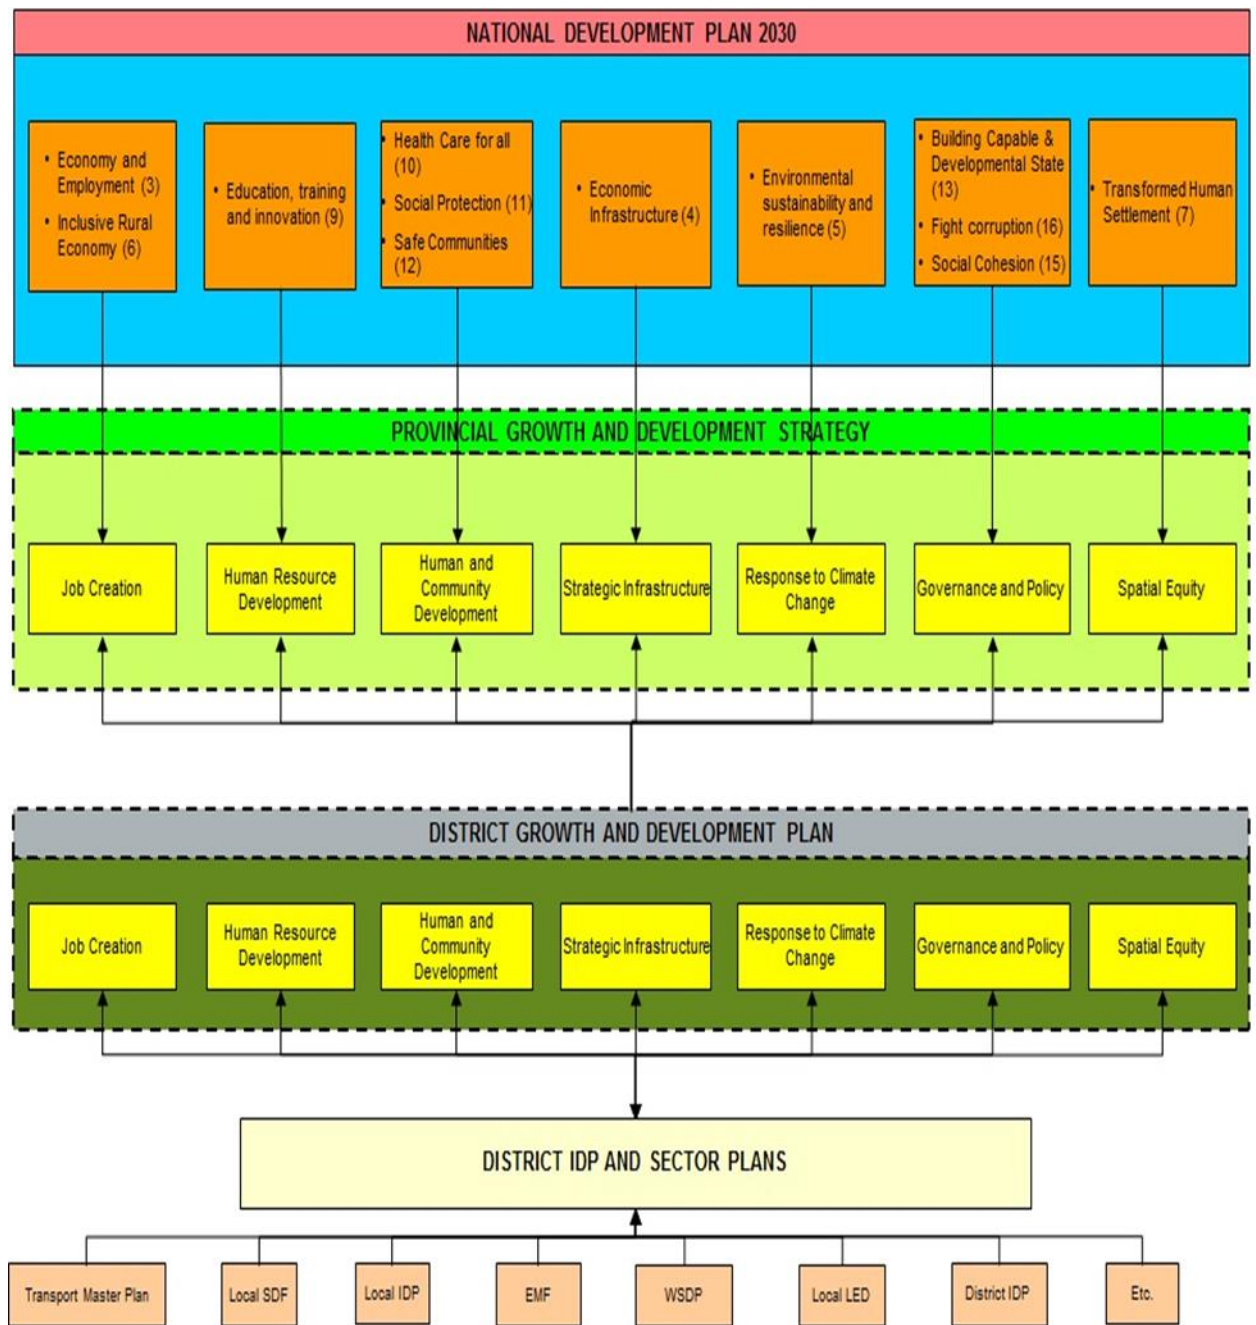 NATIONAL DEVELOPMENT PLAN 2030
• Economy and
Employment (3)
• Inclusive Rural
Economy (6)
• Education, training
and innovation (9)
• Health Care for all
(10)
• Social Protection (11)
• Safe Communities
(12)
• Economic
Infrastructure (4)
• Environmental
sustainability and
resilience (5)
• Building Capable &
Developmental State
(13)
• Fight corruption (16)
• Social Cohesion (15)
• Transformed Human
Settlement (7)
PROVINCIAL GROWTH AND DEVELOPMENT STRATEGY
Job Creation
Human Resource
Development
Human and
Community
Development
Strategic Infrastructure
Response to Climate
Change
Governance and Policy
Spatial Equity
DISTRICT GROWTH AND DEVELOPMENT PLAN
Job Creation
Human Resource
Development
Human and
Community
Development
Strategic Infrastructure
Response to Climate
Change
Governance and Policy
Spatial Equity
DISTRICT IDP AND SECTOR PLANS
Transport Master Plan
Local SDF
Local IDP
EMF
WSDP
Local LED
District IDP
Etc.